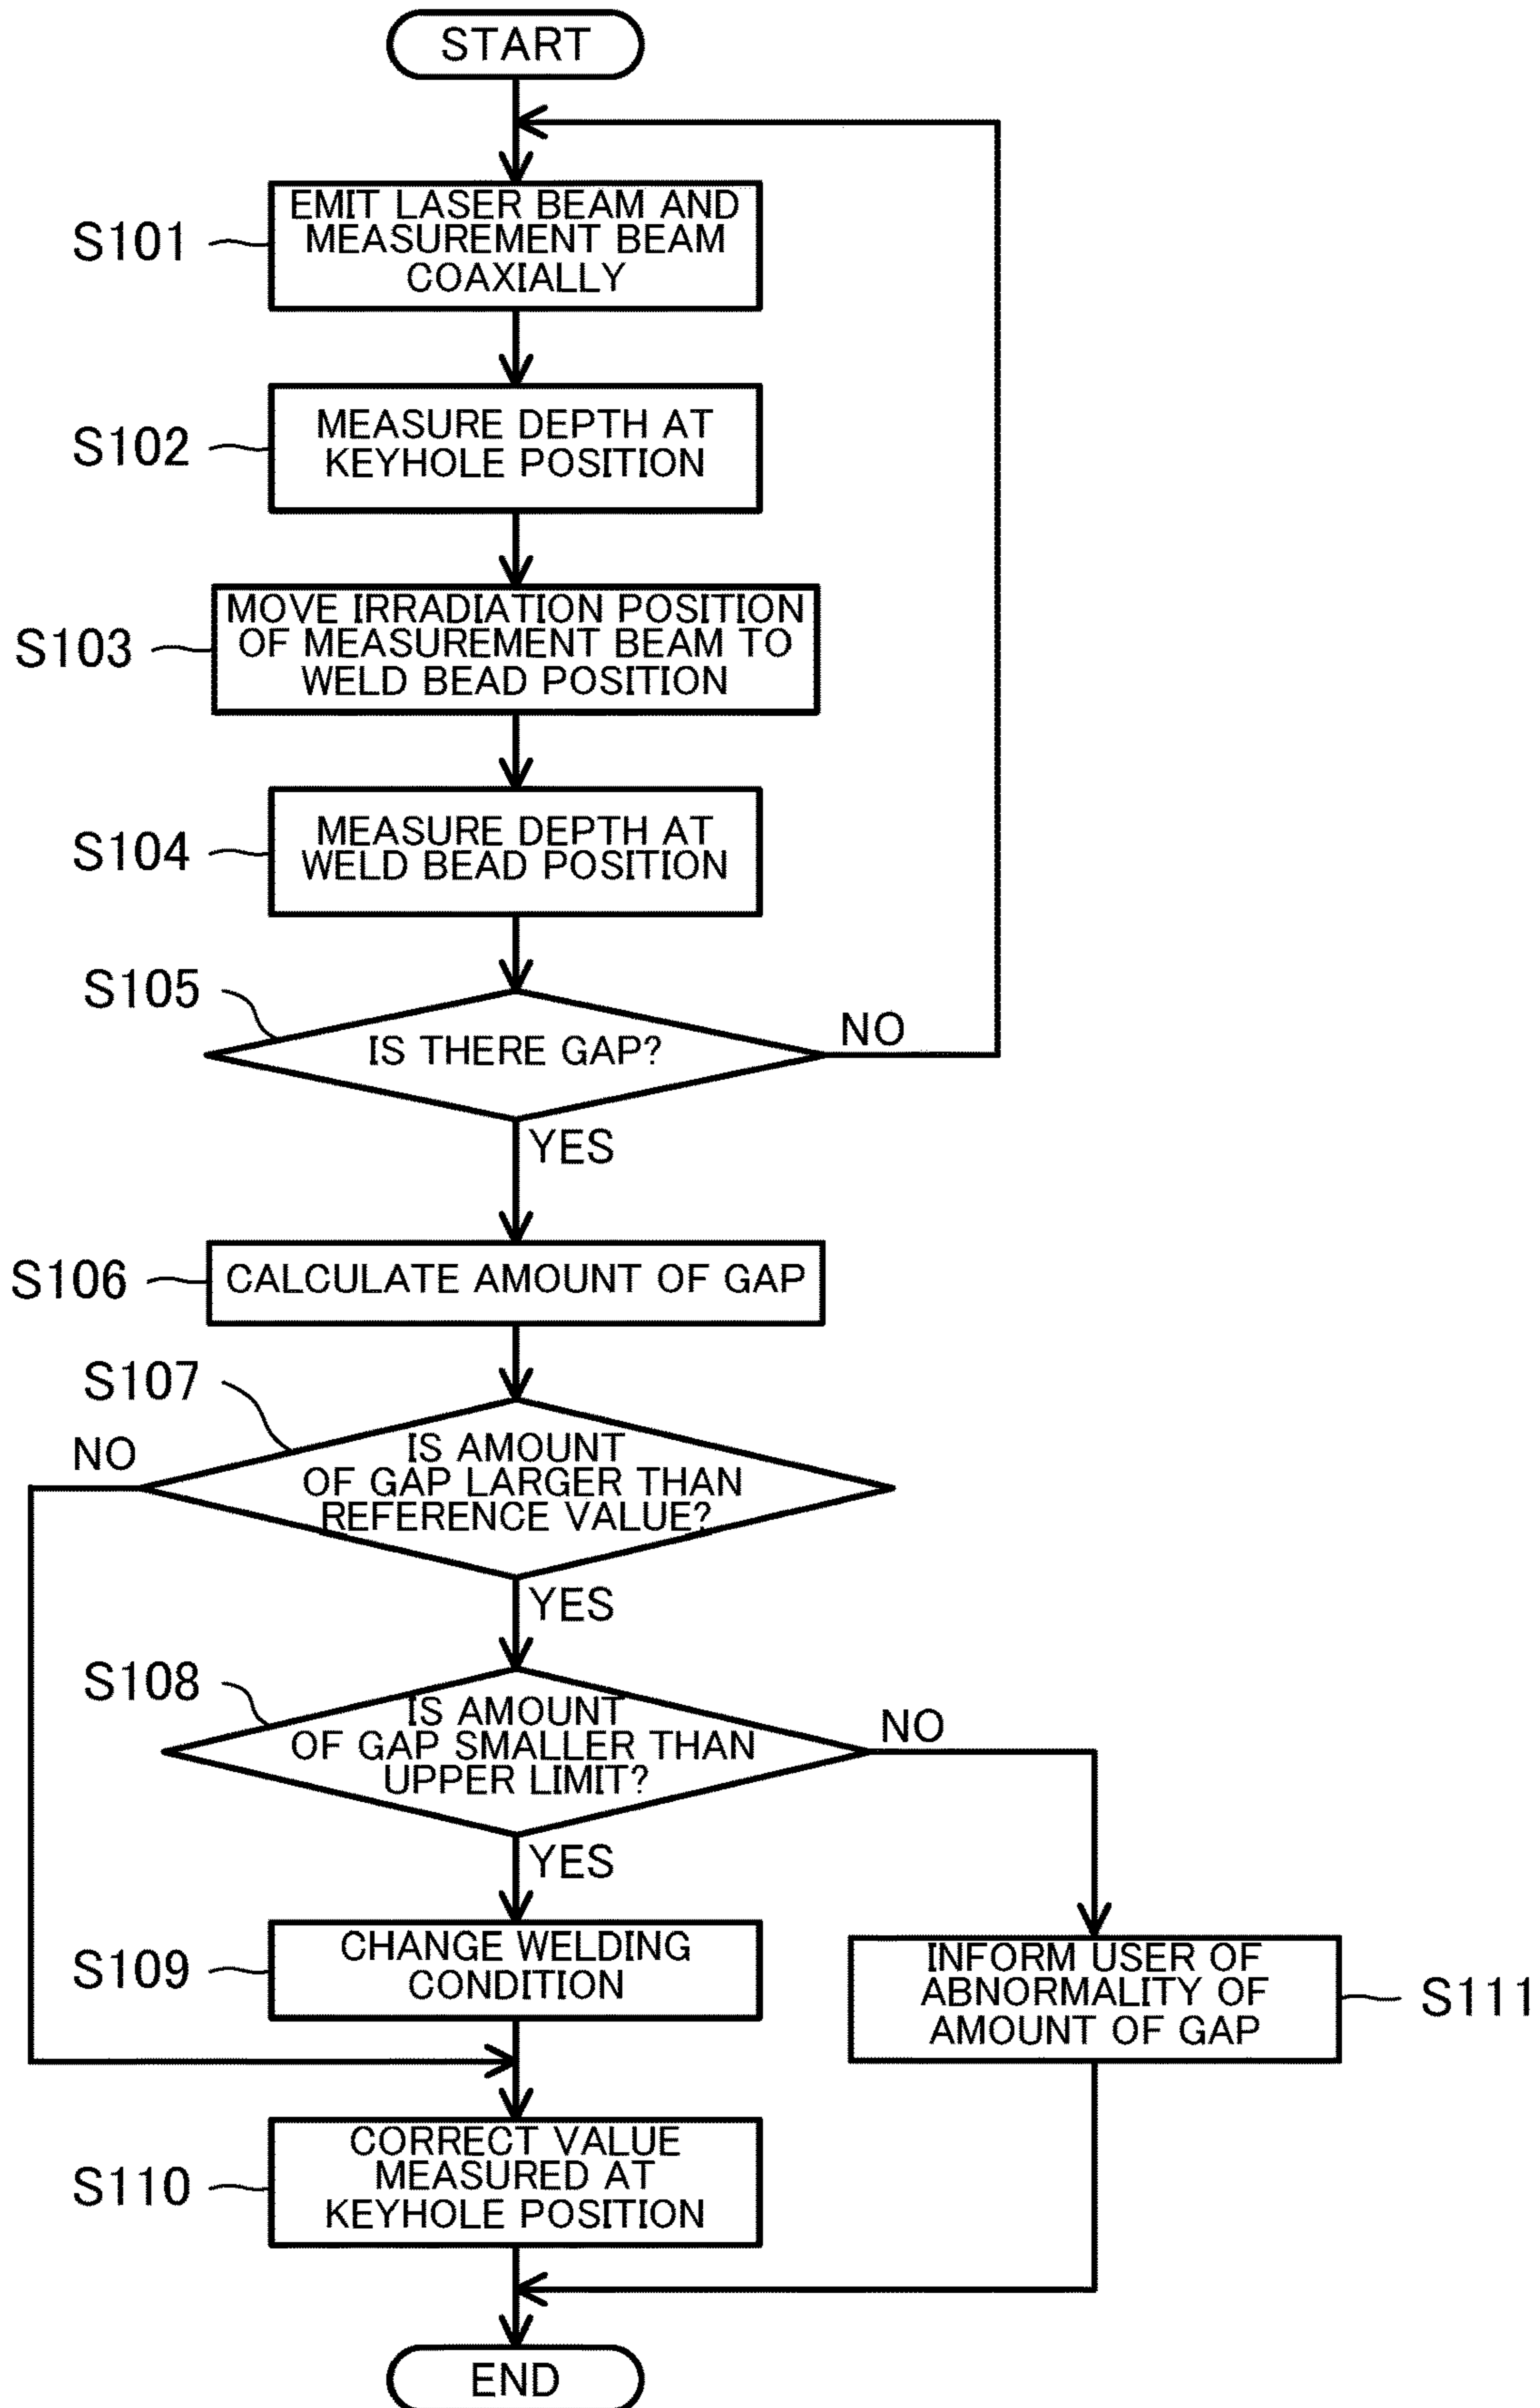 START
S101
EMIT LASER BEAM AND
MEASUREMENT BEAM
COAXIALLY
S102
MEASURE DEPTH AT
KEYHOLE POSITION
S103
MOVE IRRADIATION POSITION
OF MEASUREMENT BEAM TO
WELD BEAD POSITION
S104
MEASURE DEPTH AT
WELD BEAD POSITION
S105
IS THERE GAP?
NO
YES
S106
CALCULATE AMOUNT OF GAP
S107
NO
IS AMOUNT
OF GAP LARGER THAN
REFERENCE VALUE?
YES
S108
IS AMOUNT
OF GAP SMALLER THAN
UPPER LIMIT?
NO
YES
S109
CHANGE WELDING
CONDITION
INFORM USER OF
ABNORMALITY OF
AMOUNT OF GAP
S111
S110
CORRECT VALUE
MEASURED AT
KEYHOLE POSITION
END